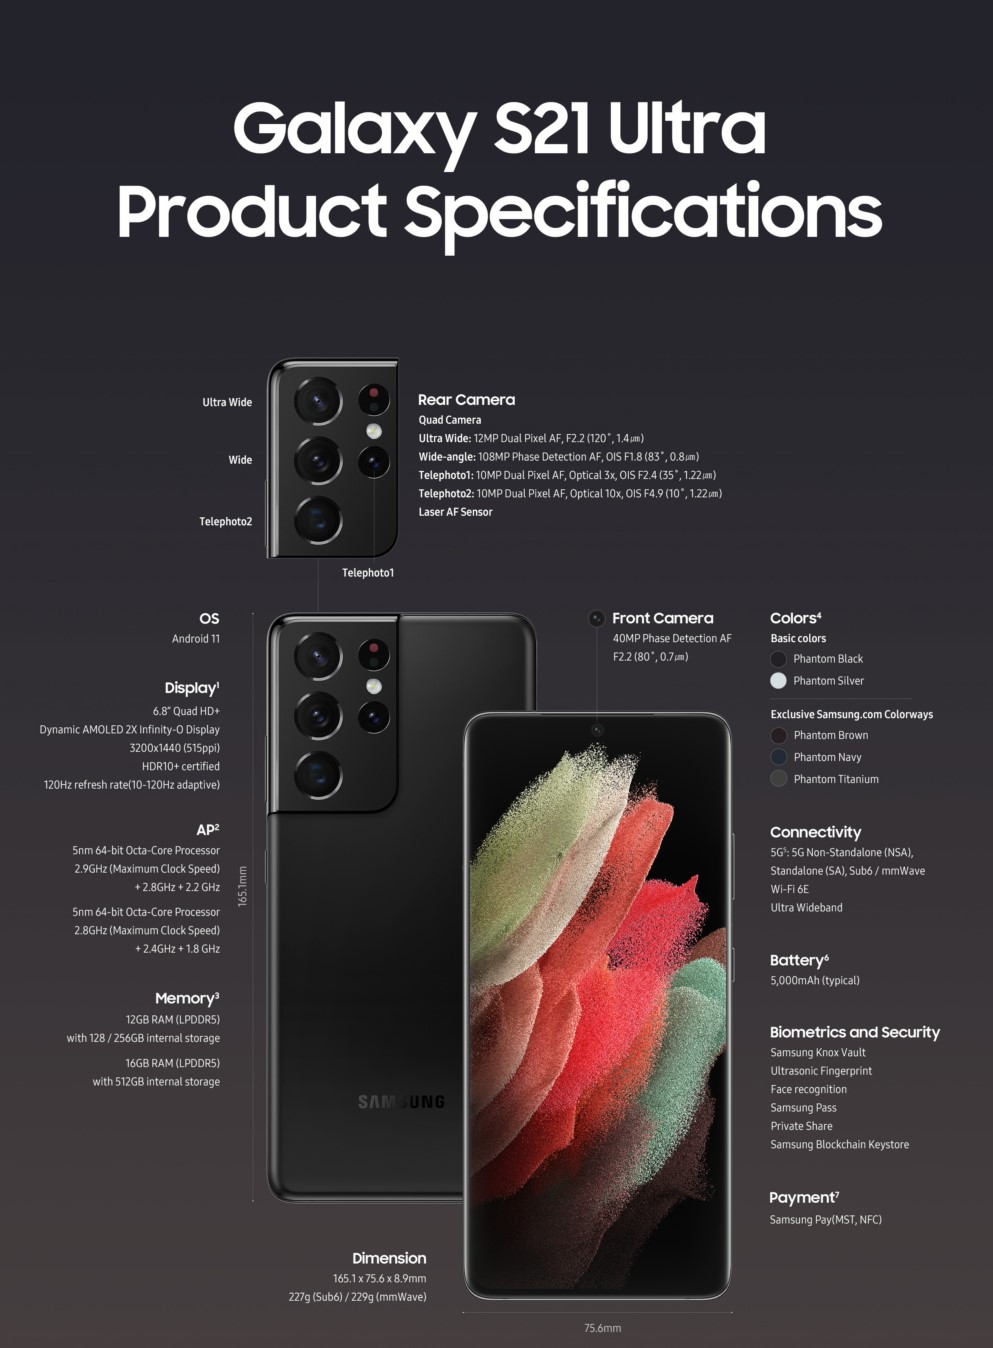 Galaxy S21 Ultra
Product Specifications
Ultra Wide
Wide
Telephoto2
Telephoto1
Rear Camera
Quad Camera
Ultra Wide: 12MP Dual Pixel AF, F2.2 (120˚, 1.4㎛)
Wide-angle: 108MP Phase Detection AF, OIS F1.8 (83˚, 0.8㎛)
Telephoto1: 10MP Dual Pixel AF, Optical 3x, OIS F2.4 (35˚, 1.22㎛)
Telephoto2: 10MP Dual Pixel AF, Optical 10x, OIS F4.9 (10˚, 1.22㎛)
Laser AF Sensor
OS
Android 11
Display¹
6.8” Quad HD+
Dynamic AMOLED 2X Infinity-O Display
3200x1440 (515ppi)
HDR10+ certified
120Hz refresh rate(10-120Hz adaptive)
AP²
5nm 64-bit Octa-Core Processor
2.9GHz (Maximum Clock Speed)
+ 2.8GHz + 2.2 GHz
5nm 64-bit Octa-Core Processor
2.8GHz (Maximum Clock Speed)
+ 2.4GHz + 1.8 GHz
Memory³
12GB RAM (LPDDR5)
with 128 / 256GB internal storage
16GB RAM (LPDDR5)
with 512GB internal storage
165.1mm
SAMSUNG
Front Camera
40MP Phase Detection AF
F2.2 (80˚, 0.7㎛)
Colors⁴
Basic colors
Phantom Black
Phantom Silver
Exclusive Samsung.com Colorways
Phantom Brown
Phantom Navy
Phantom Titanium
Connectivity
5G⁵: 5G Non-Standalone (NSA),
Standalone (SA), Sub6 / mmWave
Wi-Fi 6E
Ultra Wideband
Battery⁶
5,000mAh (typical)
Biometrics and Security
Samsung Knox Vault
Ultrasonic Fingerprint
Face recognition
Samsung Pass
Private Share
Samsung Blockchain Keystore
Payment⁷
Samsung Pay(MST, NFC)
Dimension
165.1 x 75.6 x 8.9mm
227g (Sub6) / 229g (mmWave)
75.6mm